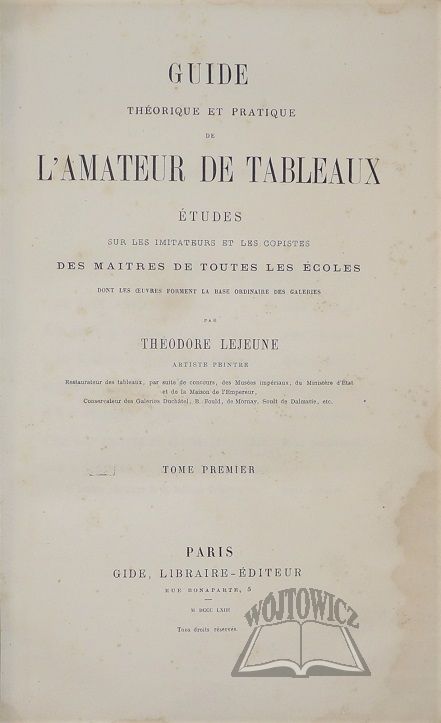 GUIDE
THÉORIQUE ET PRATIQUE
DE
L'AMATEUR DE TABLEAUX
ÉTUDES
SUR LES IMITATEURS ET LES COPISTES
DES MAITRES DE TOUTES LES ÉCOLES
DONT LES ŒUVRES FORMENT LA BASE ORDINAIRE DES GALERIES
PAR
THÉODORE LEJEUNE
ARTISTE PEINTRE
Restaurateur des tableaux, par suite de concours, des Musées impériaux, du Ministère d'État
et de la Maison de l'Empereur,
Conservateur des Galeries Duchâtel, B. Fould, de Mornay, Soult de Dalmatie, etc.
TOME PREMIER
PARIS
GIDE, LIBRAIRE-ÉDITEUR
RUE BONAPARTE, 5
M DCCC LXIII
Tous droits réservés.
WÓJTOWICZ